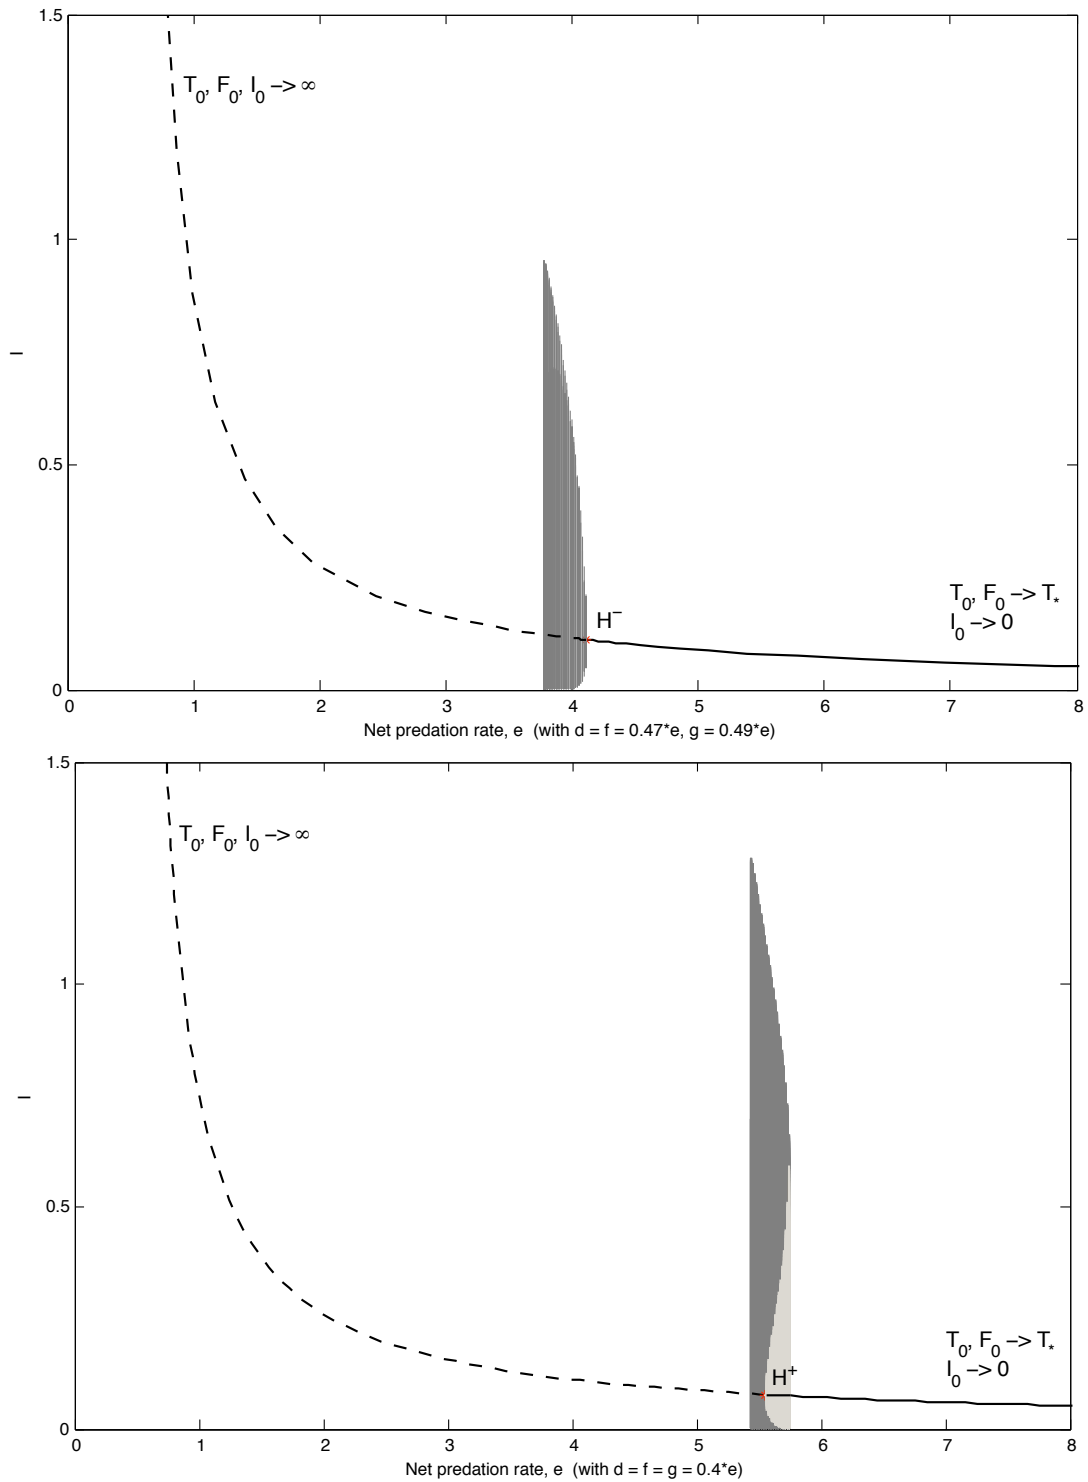 1.5
T₀, F₀, I₀ –> ∞
1
I
0.5
H⁻
T₀, F₀ –> T*
I₀ –> 0
0
0 1 2 3 4 5 6 7 8
Net predation rate, e (with d = f = 0.47*e, g = 0.49*e)
1.5
T₀, F₀, I₀ –> ∞
1
I
0.5
T₀, F₀ –> T*
H⁺
I₀ –> 0
0
0 1 2 3 4 5 6 7 8
Net predation rate, e (with d = f = g = 0.4*e)